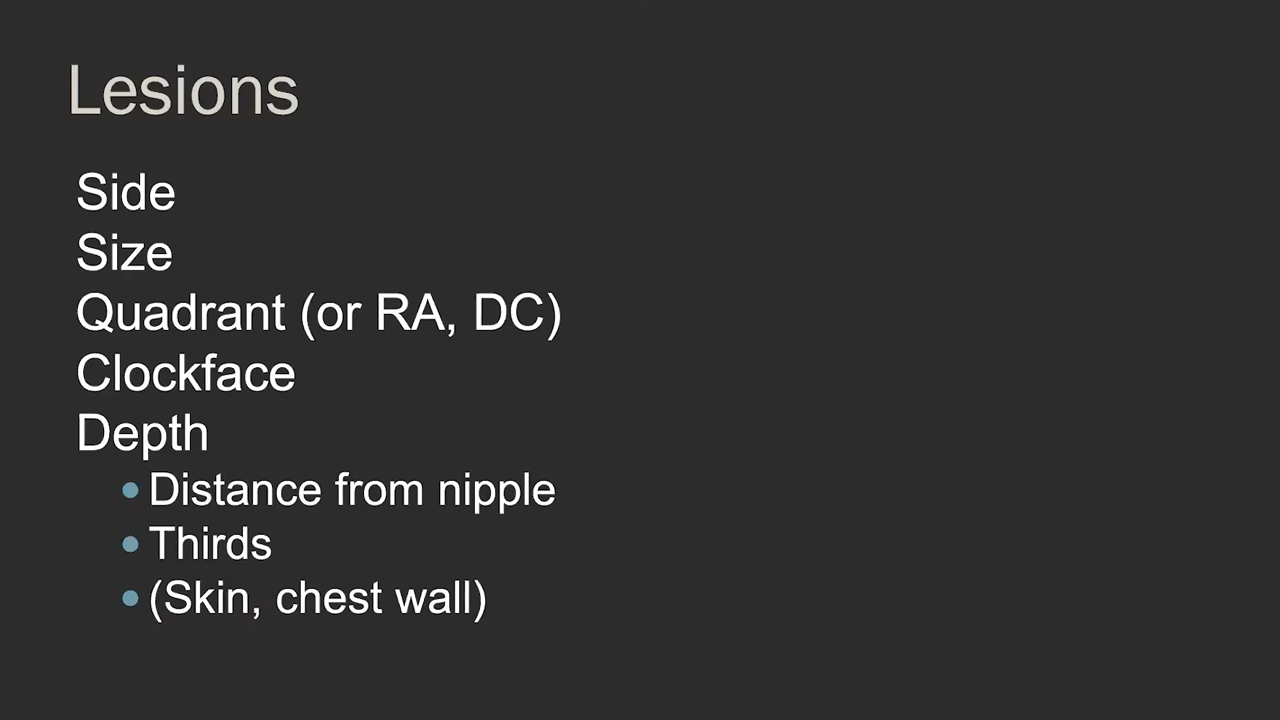 Lesions
Side
Size
Quadrant (or RA, DC)
Clockface
Depth
• Distance from nipple
• Thirds
• (Skin, chest wall)